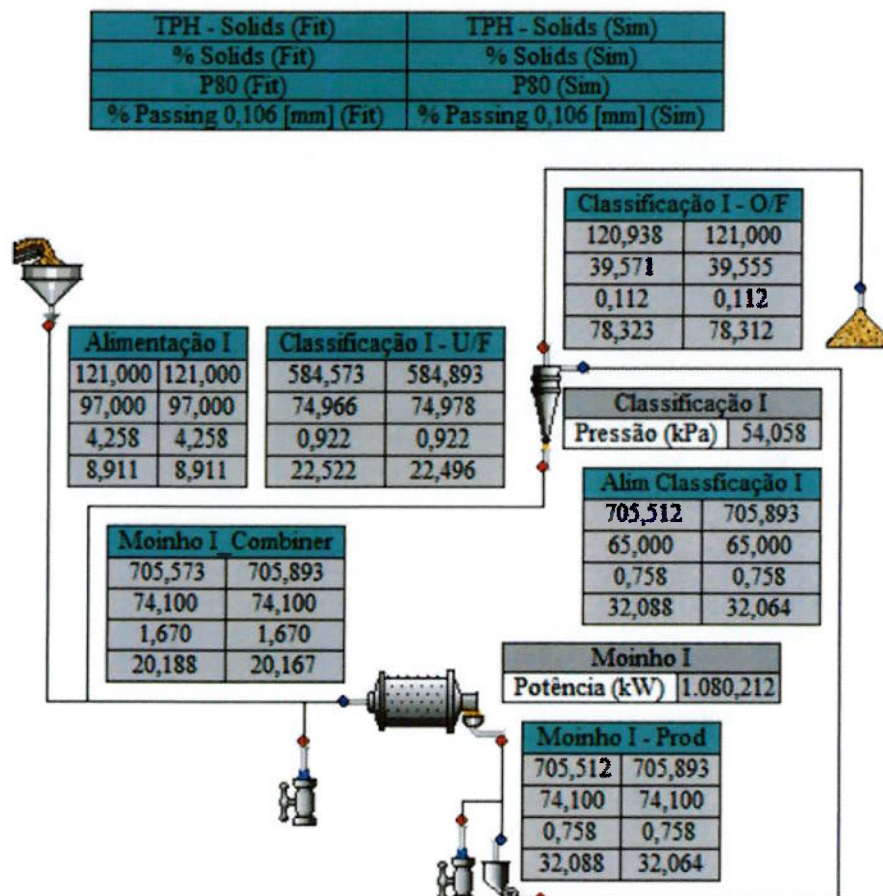 TPH - Solids (Fit) TPH - Solids (Sim)
% Solids (Fit) % Solids (Sim)
P80 (Fit) P80 (Sim)
% Passing 0,106 [mm] (Fit) % Passing 0,106 [mm] (Sim)
Classificação I - O/F
120,938 121,000
39,571 39,555
0,112 0,112
78,323 78,312
Alimentação I
121,000 121,000
97,000 97,000
4,258 4,258
8,911 8,911
Classificação I - U/F
584,573 584,893
74,966 74,978
0,922 0,922
22,522 22,496
Classificação I
Pressão (kPa) 54,058
Alim Classficação I
705,512 705,893
65,000 65,000
0,758 0,758
32,088 32,064
Moinho I_Combiner
705,573 705,893
74,100 74,100
1,670 1,670
20,188 20,167
Moinho I
Potência (kW) 1.080,212
Moinho I - Prod
705,512 705,893
74,100 74,100
0,758 0,758
32,088 32,064